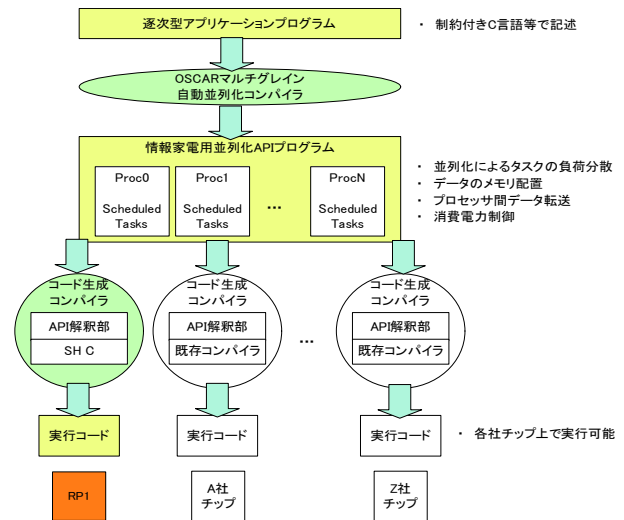 逐次型アプリケーションプログラム
・ 制約付きC言語等で記述
OSCARマルチグレイン
自動並列化コンパイラ
情報家電用並列化APIプログラム
Proc0
Scheduled
Tasks
Proc1
Scheduled
Tasks
...
ProcN
Scheduled
Tasks
・ 並列化によるタスクの負荷分散
・ データのメモリ配置
・ プロセッサ間データ転送
・ 消費電力制御
コード生成
コンパイラ
API解釈部
SH C
コード生成
コンパイラ
API解釈部
既存コンパイラ
...
コード生成
コンパイラ
API解釈部
既存コンパイラ
実行コード
実行コード
実行コード
・ 各社チップ上で実行可能
RP1
A社
チップ
Z社
チップ